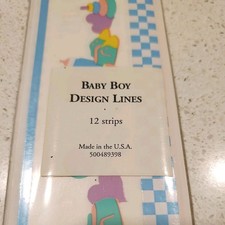 BABY BOY
DESIGN LINES
12 strips
Made in the U.S.A.
500489398